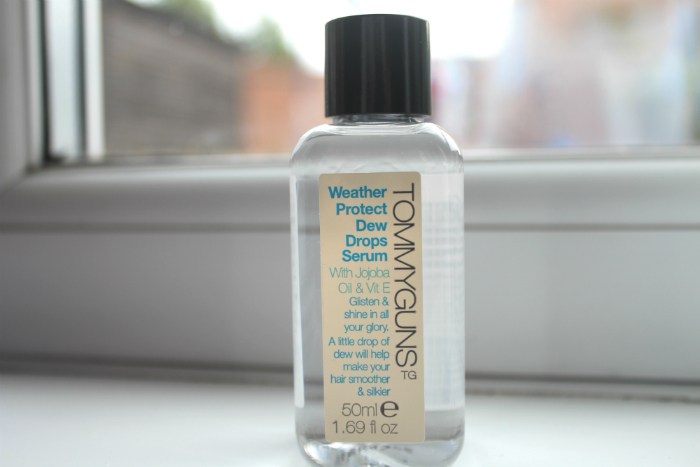 Weather
Protect
Dew
Drops
Serum
With Jojoba
Oil & Vit E
Glisten &
shine in all
your glory.
A little drop of
dew will help
make your
hair smoother
& silkier
50ml e
1.69 fl oz
TOMMYGUNS
TG